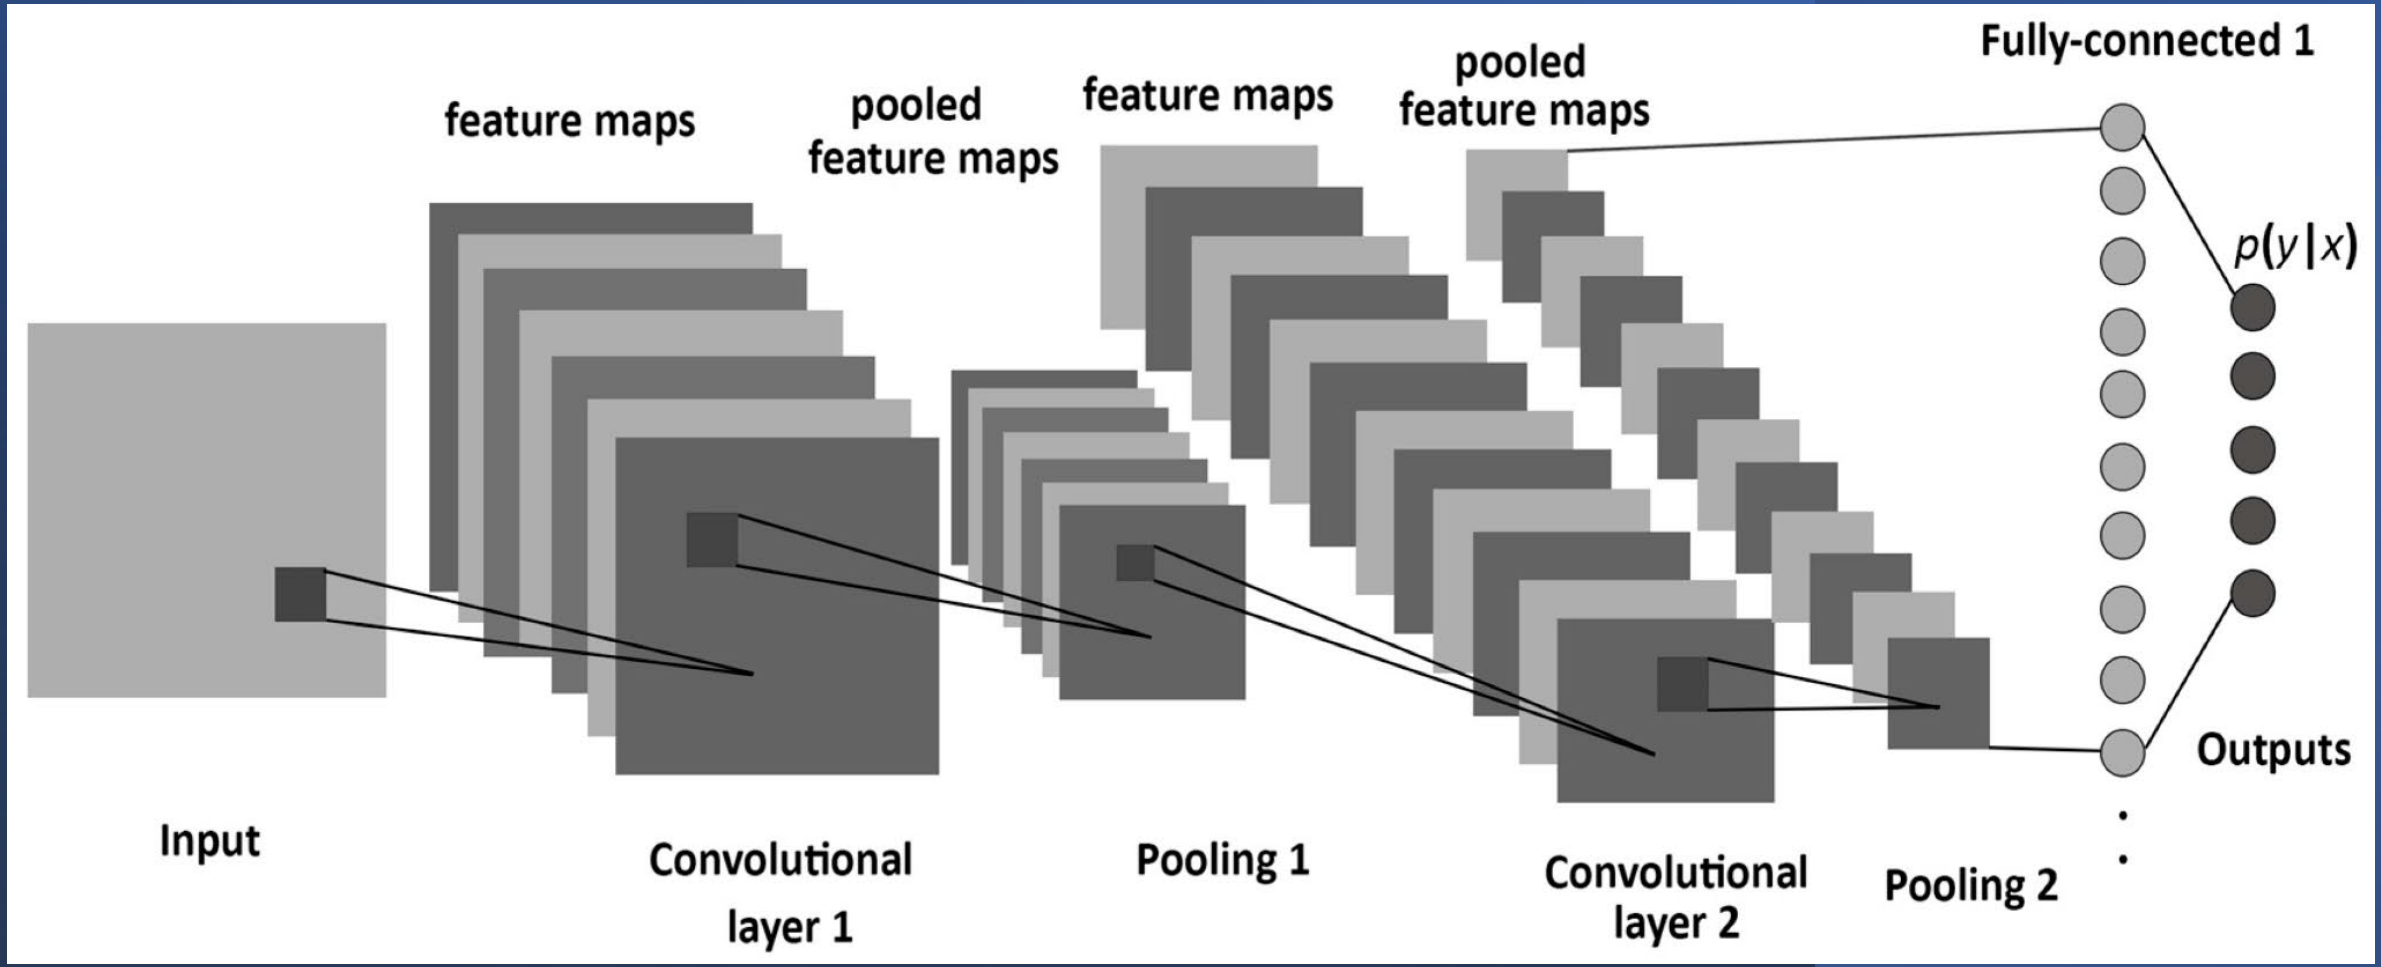 Fully-connected 1
pooled
feature maps
feature maps
pooled
feature maps
feature maps
p(y|x)
Outputs
Input
Convolutional
layer 1
Pooling 1
Convolutional
layer 2
Pooling 2